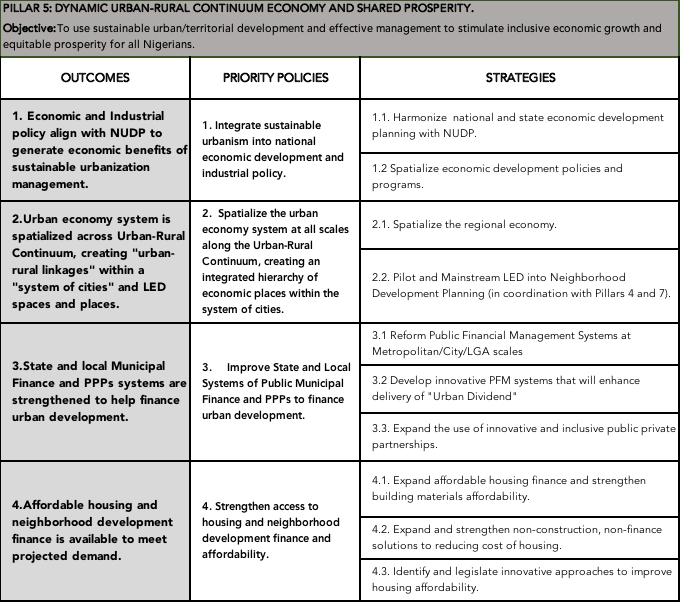 PILLAR 5: DYNAMIC URBAN-RURAL CONTINUUM ECONOMY AND SHARED PROSPERITY.
Objective:To use sustainable urban/territorial development and effective management to stimulate inclusive economic growth and
equitable prosperity for all Nigerians.
OUTCOMES
PRIORITY POLICIES
STRATEGIES
1. Economic and Industrial
policy align with NUDP to
generate economic benefits of
sustainable urbanization
management.
1. Integrate sustainable
urbanism into national
economic development and
industrial policy.
1.1. Harmonize national and state economic development
planning with NUDP.
1.2 Spatialize economic development policies and
programs.
2.Urban economy system is
spatialized across Urban-Rural
Continuum, creating "urban-
rural linkages" within a
"system of cities" and LED
spaces and places.
2. Spatialize the urban
economy system at all scales
along the Urban-Rural
Continuum, creating an
integrated hierarchy of
economic places within the
system of cities.
2.1. Spatialize the regional economy.
2.2. Pilot and Mainstream LED into Neighborhood
Development Planning (in coordination with Pillars 4 and 7).
3.State and local Municipal
Finance and PPPs systems are
strengthened to help finance
urban development.
3. Improve State and Local
Systems of Public Municipal
Finance and PPPs to finance
urban development.
3.1 Reform Public Financial Management Systems at
Metropolitan/City/LGA scales
3.2 Develop innovative PFM systems that will enhance
delivery of "Urban Dividend"
3.3. Expand the use of innovative and inclusive public private
partnerships.
4.Affordable housing and
neighborhood development
finance is available to meet
projected demand.
4. Strengthen access to
housing and neighborhood
development finance and
affordability.
4.1. Expand affordable housing finance and strengthen
building materials affordability.
4.2. Expand and strengthen non-construction, non-finance
solutions to reducing cost of housing.
4.3. Identify and legislate innovative approaches to improve
housing affordability.